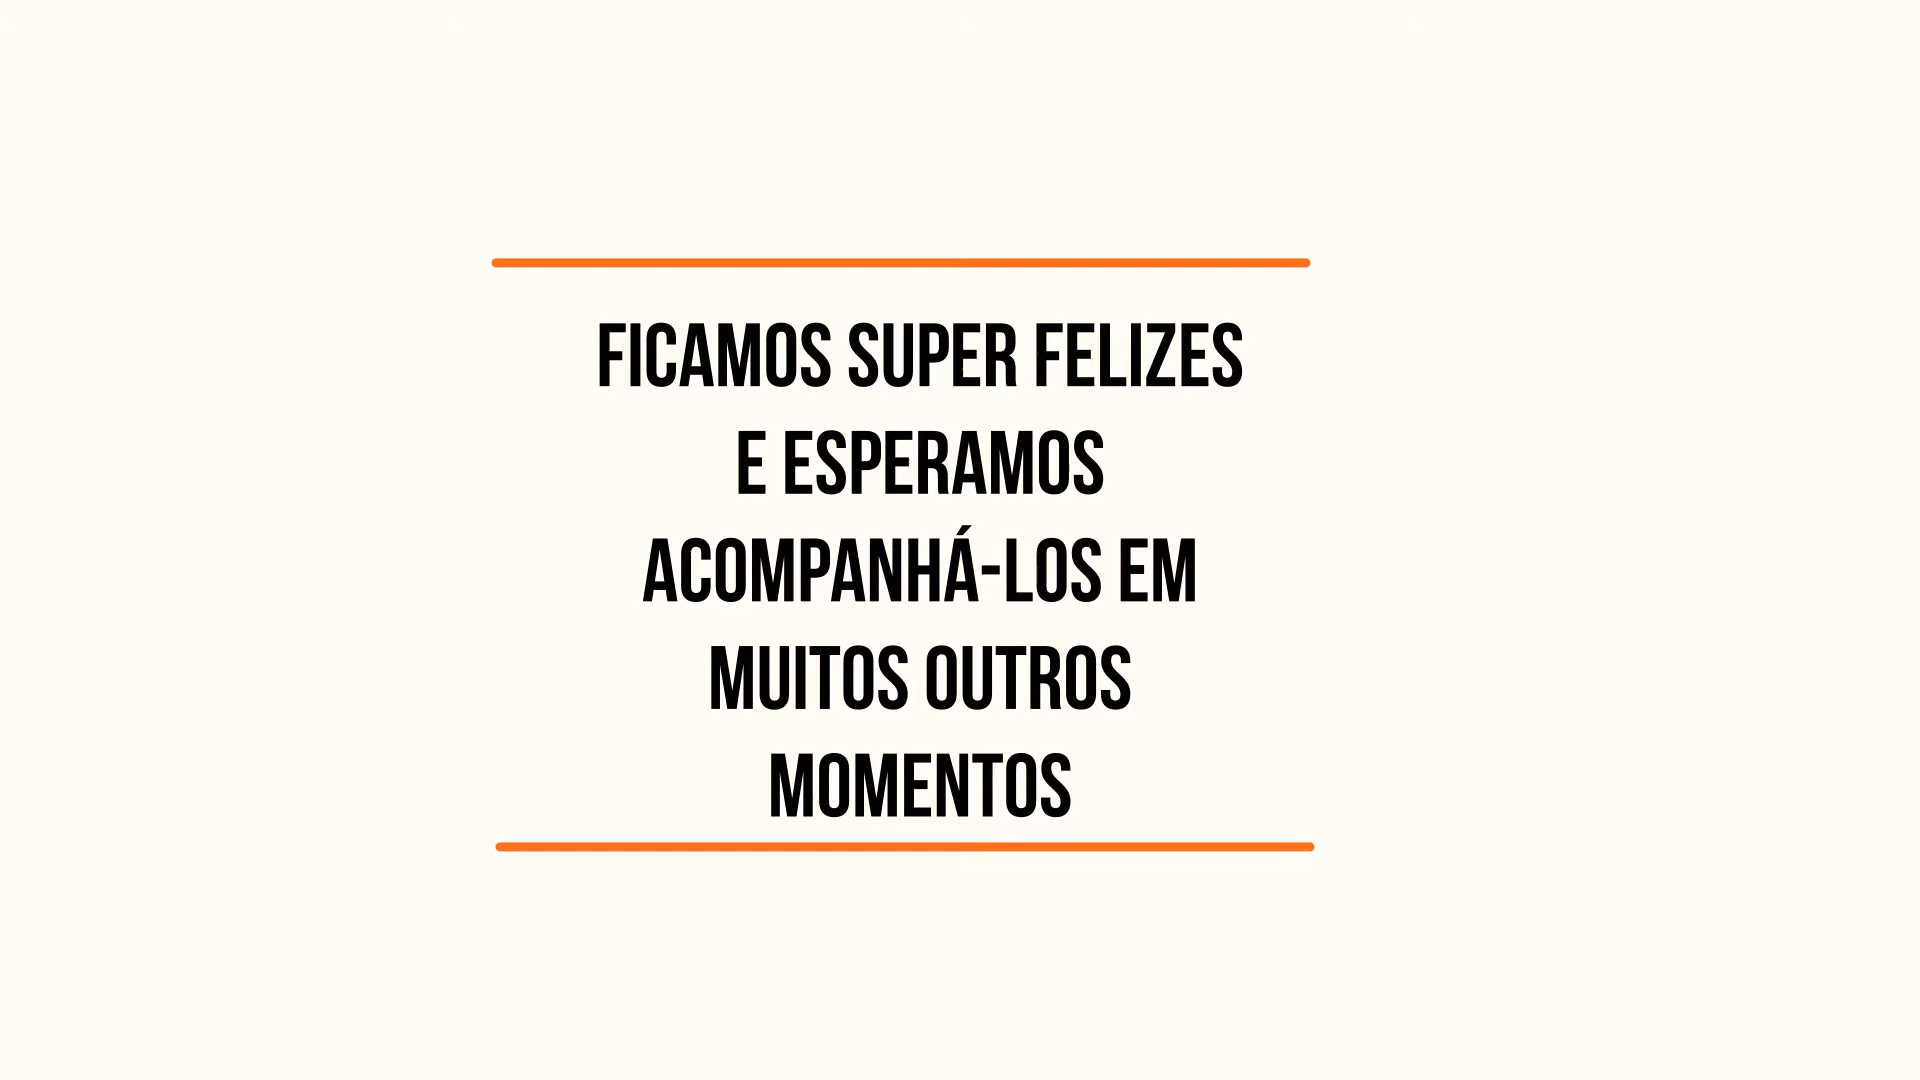 FICAMOS SUPER FELIZES
E ESPERAMOS
ACOMPANHÁ-LOS EM
MUITOS OUTROS
MOMENTOS